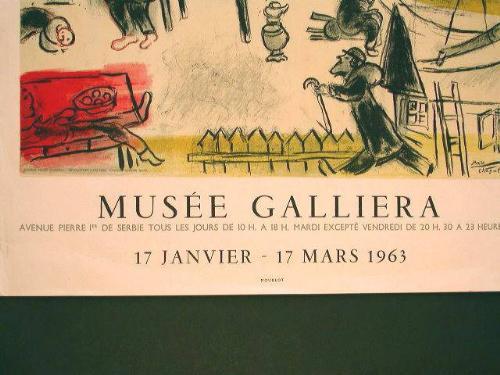 MUSÉE GALLIERA
AVENUE PIERRE Iᵉʳ DE SERBIE TOUS LES JOURS DE 10 H. A 18 H. MARDI EXCEPTÉ VENDREDI DE 20 H. 30 A 23 HEURE
17 JANVIER - 17 MARS 1963
MOURLOT